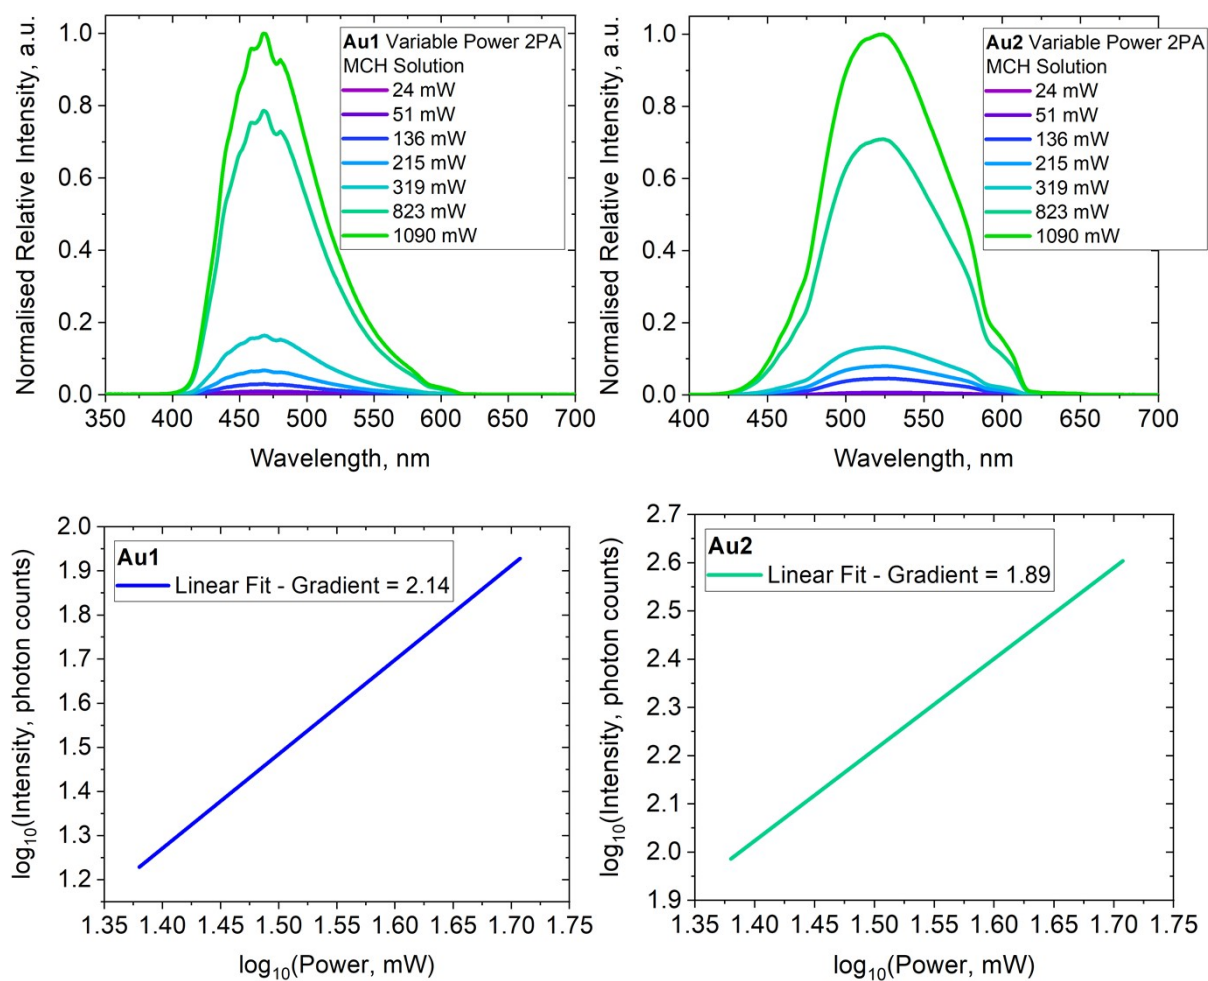 Normalised Relative Intensity, a.u.
1.0
0.8
0.6
0.4
0.2
0.0
350 400 450 500 550 600 650 700
Wavelength, nm
Au1 Variable Power 2PA
MCH Solution
24 mW
51 mW
136 mW
215 mW
319 mW
823 mW
1090 mW
Normalised Relative Intensity, a.u.
1.0
0.8
0.6
0.4
0.2
0.0
400 450 500 550 600 650 700
Wavelength, nm
Au2 Variable Power 2PA
MCH Solution
24 mW
51 mW
136 mW
215 mW
319 mW
823 mW
1090 mW
log₁₀(Intensity, photon counts)
2.0
1.9
1.8
1.7
1.6
1.5
1.4
1.3
1.2
1.35 1.40 1.45 1.50 1.55 1.60 1.65 1.70 1.75
log₁₀(Power, mW)
Au1
Linear Fit - Gradient = 2.14
log₁₀(Intensity, photon counts)
2.7
2.6
2.5
2.4
2.3
2.2
2.1
2.0
1.9
1.35 1.40 1.45 1.50 1.55 1.60 1.65 1.70 1.75
log₁₀(Power, mW)
Au2
Linear Fit - Gradient = 1.89